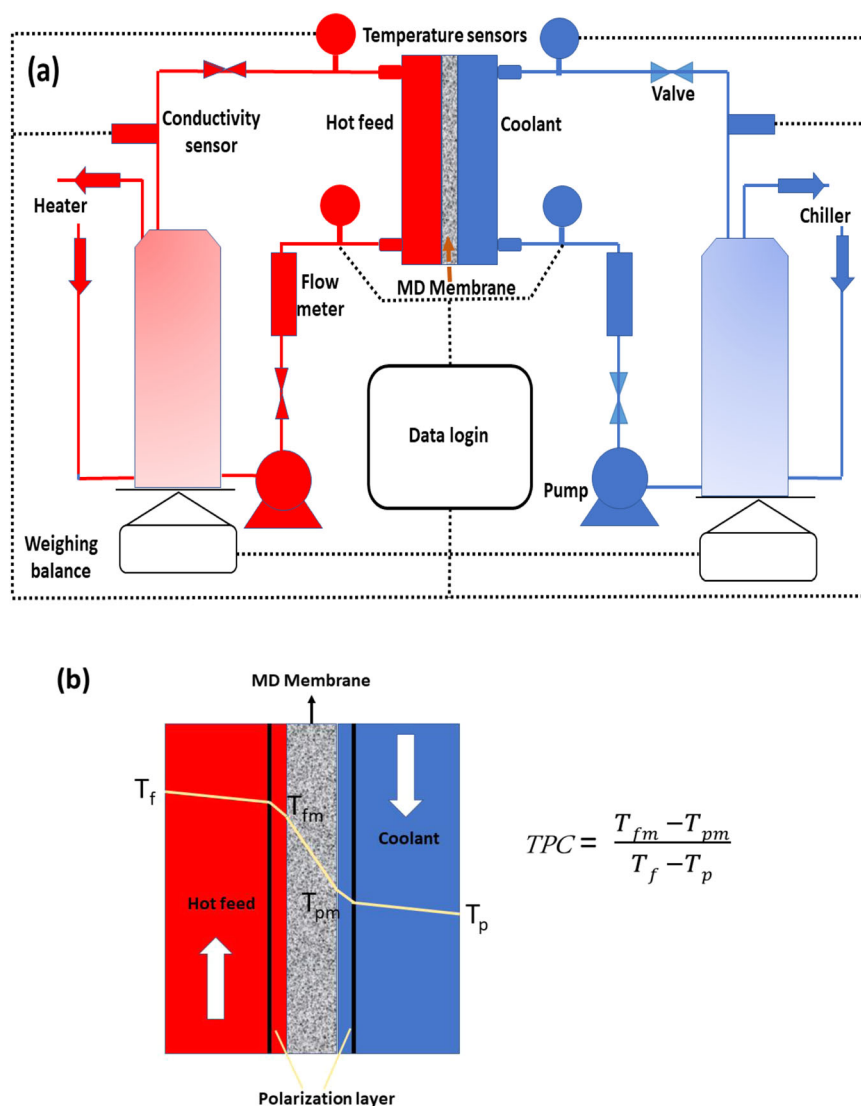 (a)
Temperature sensors
Valve
Conductivity
sensor
Hot feed
Coolant
Heater
Chiller
Flow
meter
MD Membrane
Data login
Pump
Weighing
balance
(b)
MD Membrane
T_f
T_fm
Coolant
TPC = (T_fm − T_pm) / (T_f − T_p)
Hot feed
T_pm
T_p
Polarization layer